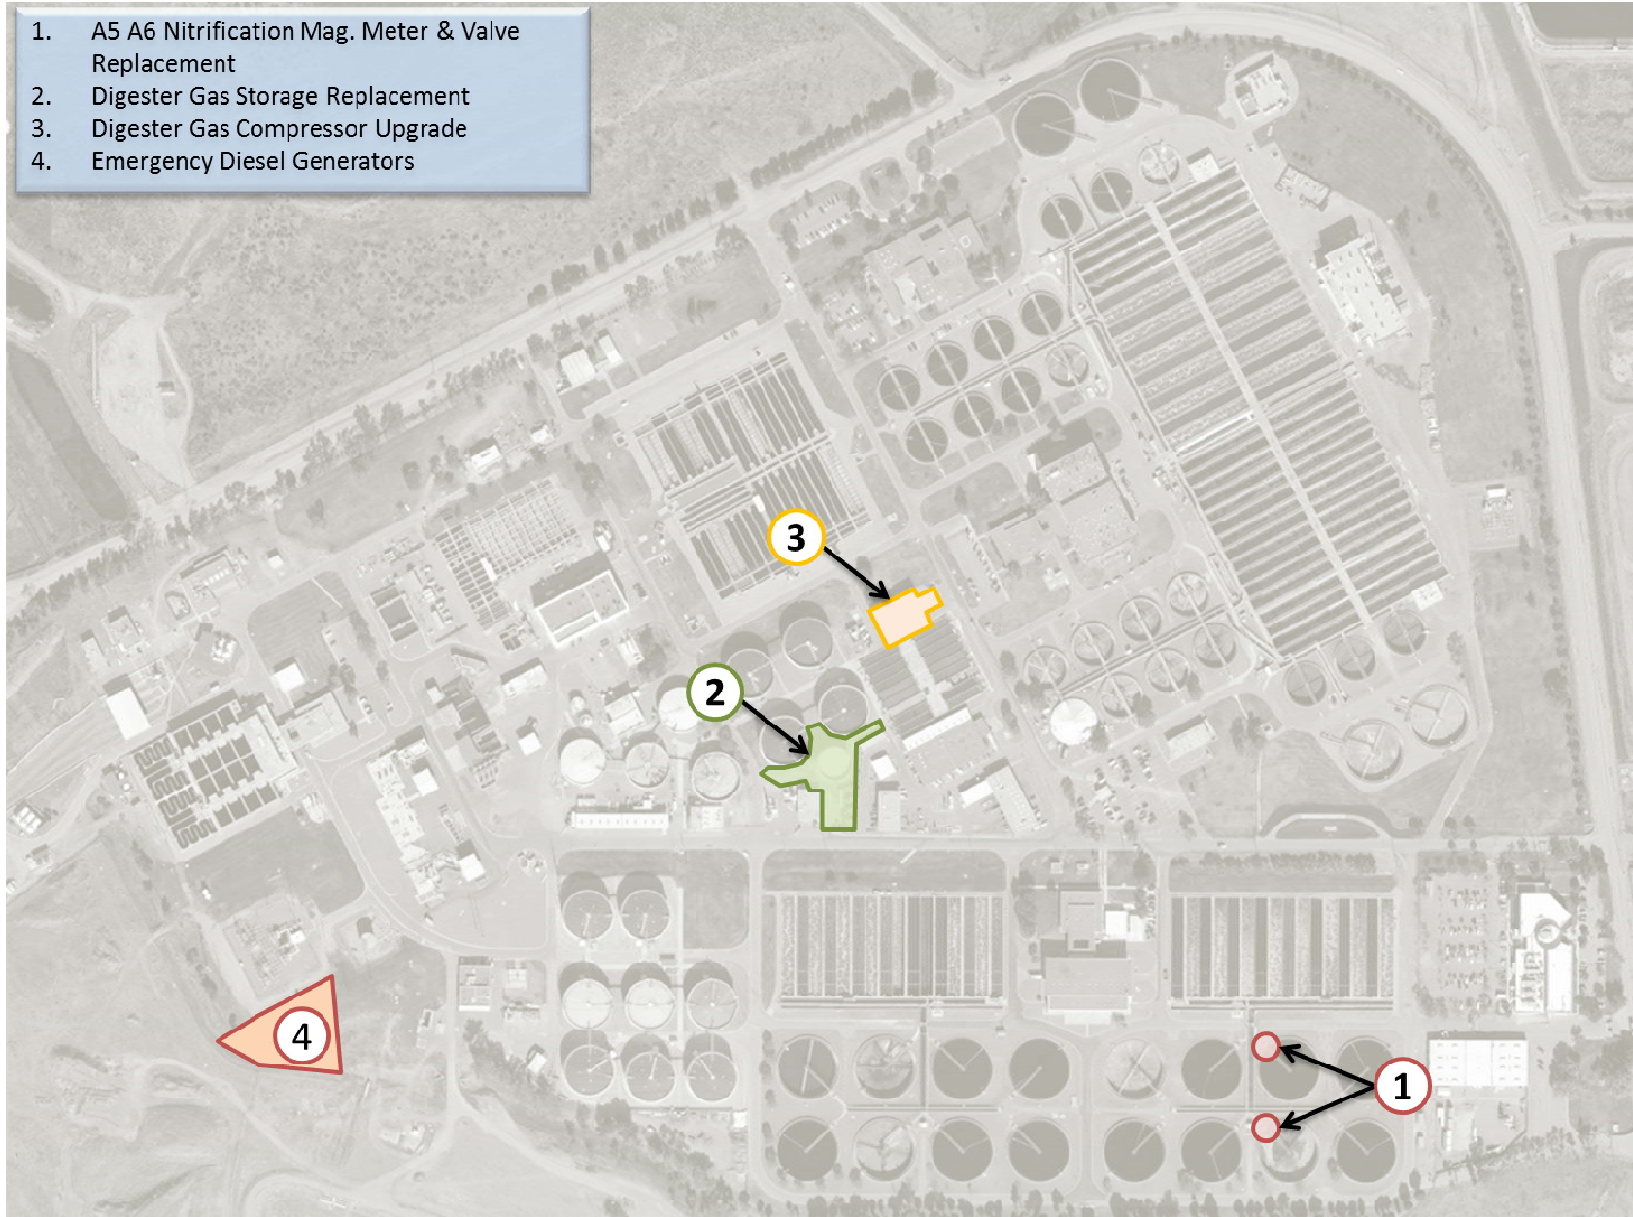 1. A5 A6 Nitrification Mag. Meter & Valve
Replacement
2. Digester Gas Storage Replacement
3. Digester Gas Compressor Upgrade
4. Emergency Diesel Generators
3
2
4
1